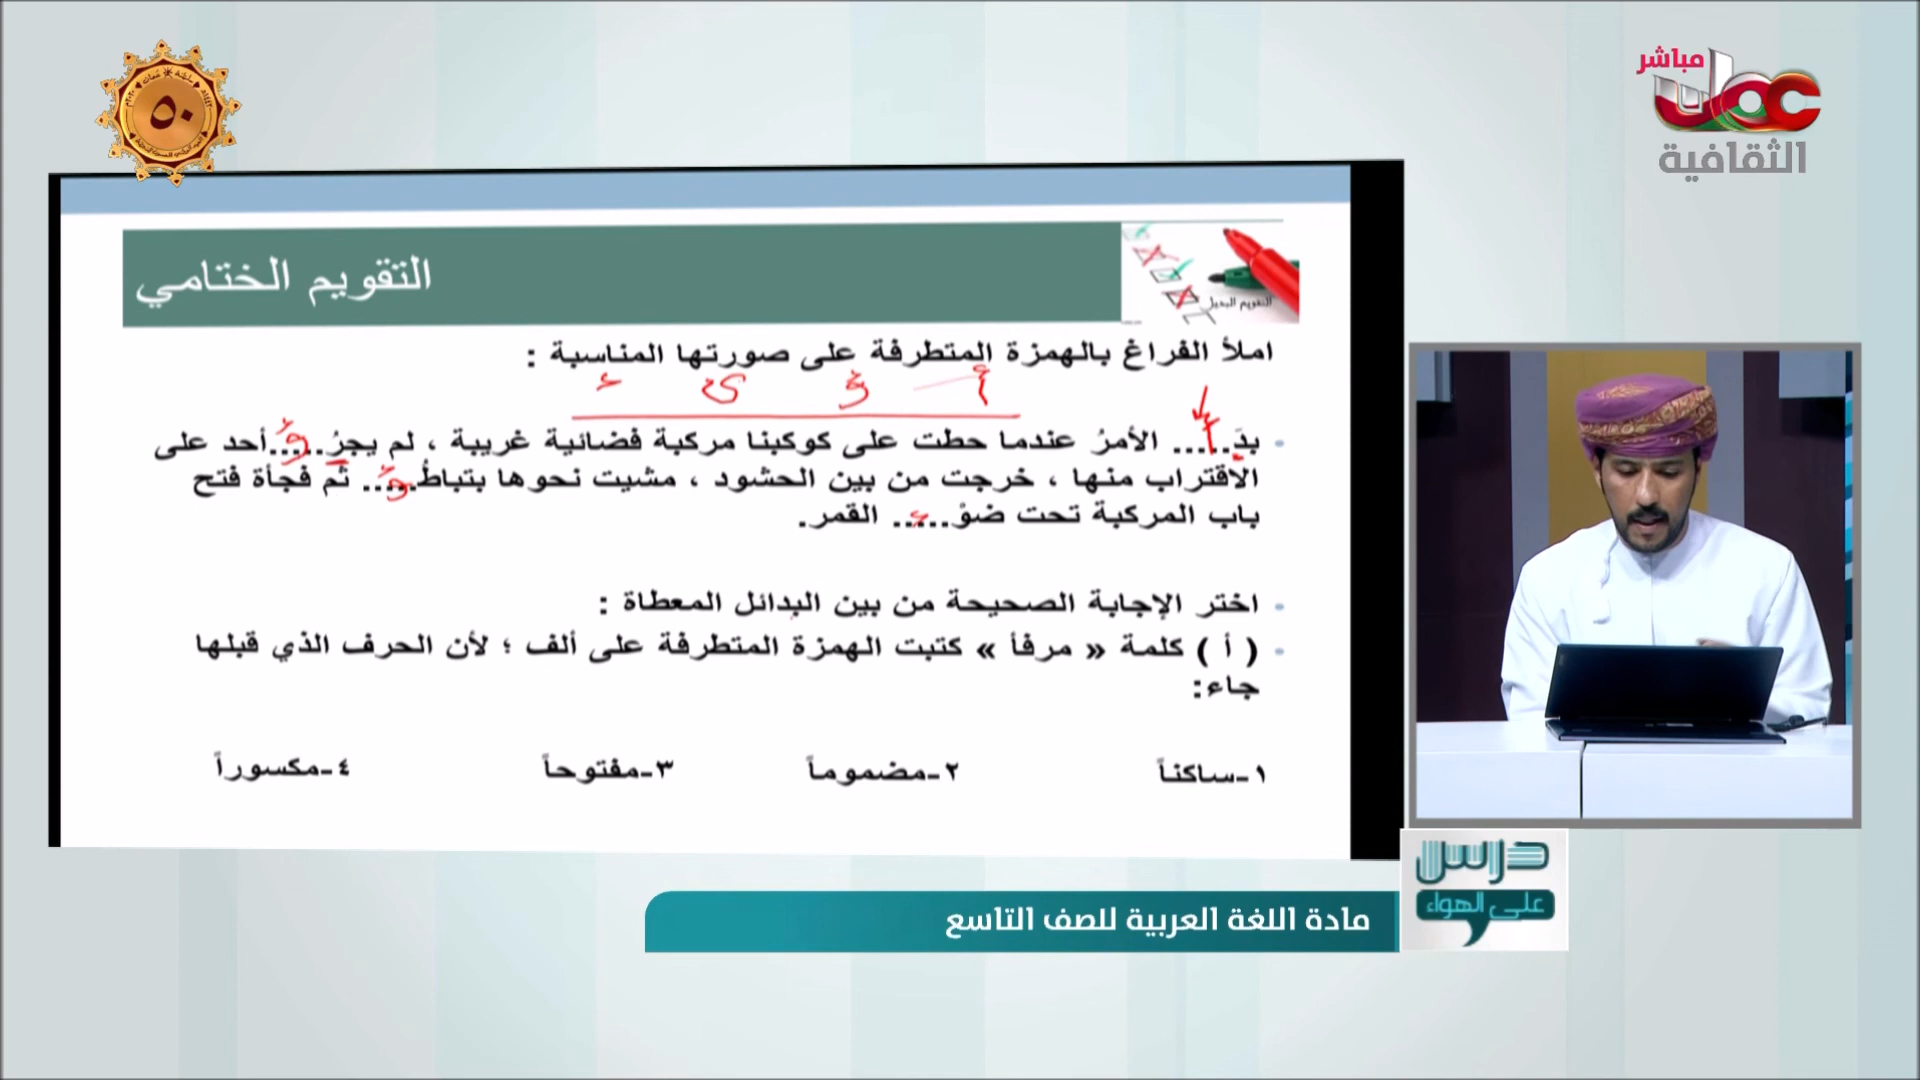 مباشر
عمان
الثقافية
٥٠
التقويم الختامي
التقويم البديل
املأ الفراغ بالهمزة المتطرفة على صورتها المناسبة :
أ ؤ ئ ء
بدَ..... الأمرُ عندما حطت على كوكبنا مركبة فضائية غريبة ، لم يجرُ.....أحد على
الاقتراب منها ، خرجت من بين الحشود ، مشيت نحوها بتباطُ..... ثم فجأة فتح
باب المركبة تحت ضوْ..... القمر.
اختر الإجابة الصحيحة من بين البدائل المعطاة :
( أ ) كلمة « مرفأ » كتبت الهمزة المتطرفة على ألف ؛ لأن الحرف الذي قبلها
جاء:
١-ساكناً ٢-مضموماً ٣-مفتوحاً ٤-مكسوراً
درس
على الهواء
مادة اللغة العربية للصف التاسع